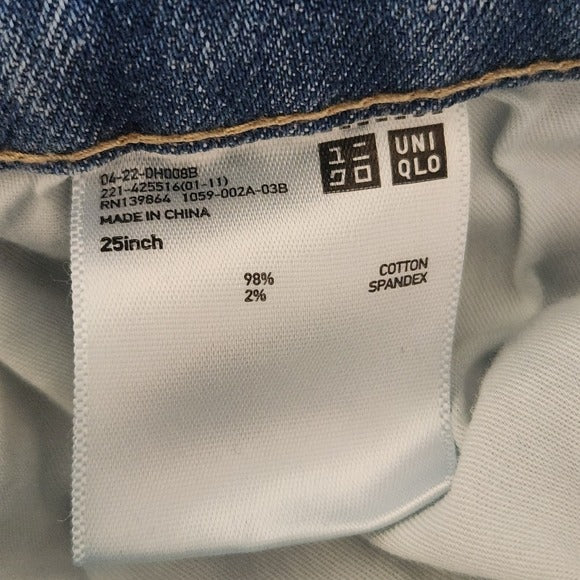 04-22-0H008B
221-425516(01-11)
RN139864 1059-002A-03B
MADE IN CHINA
25inch
98% COTTON
2% SPANDEX
ユニ
クロ
UNI
QLO